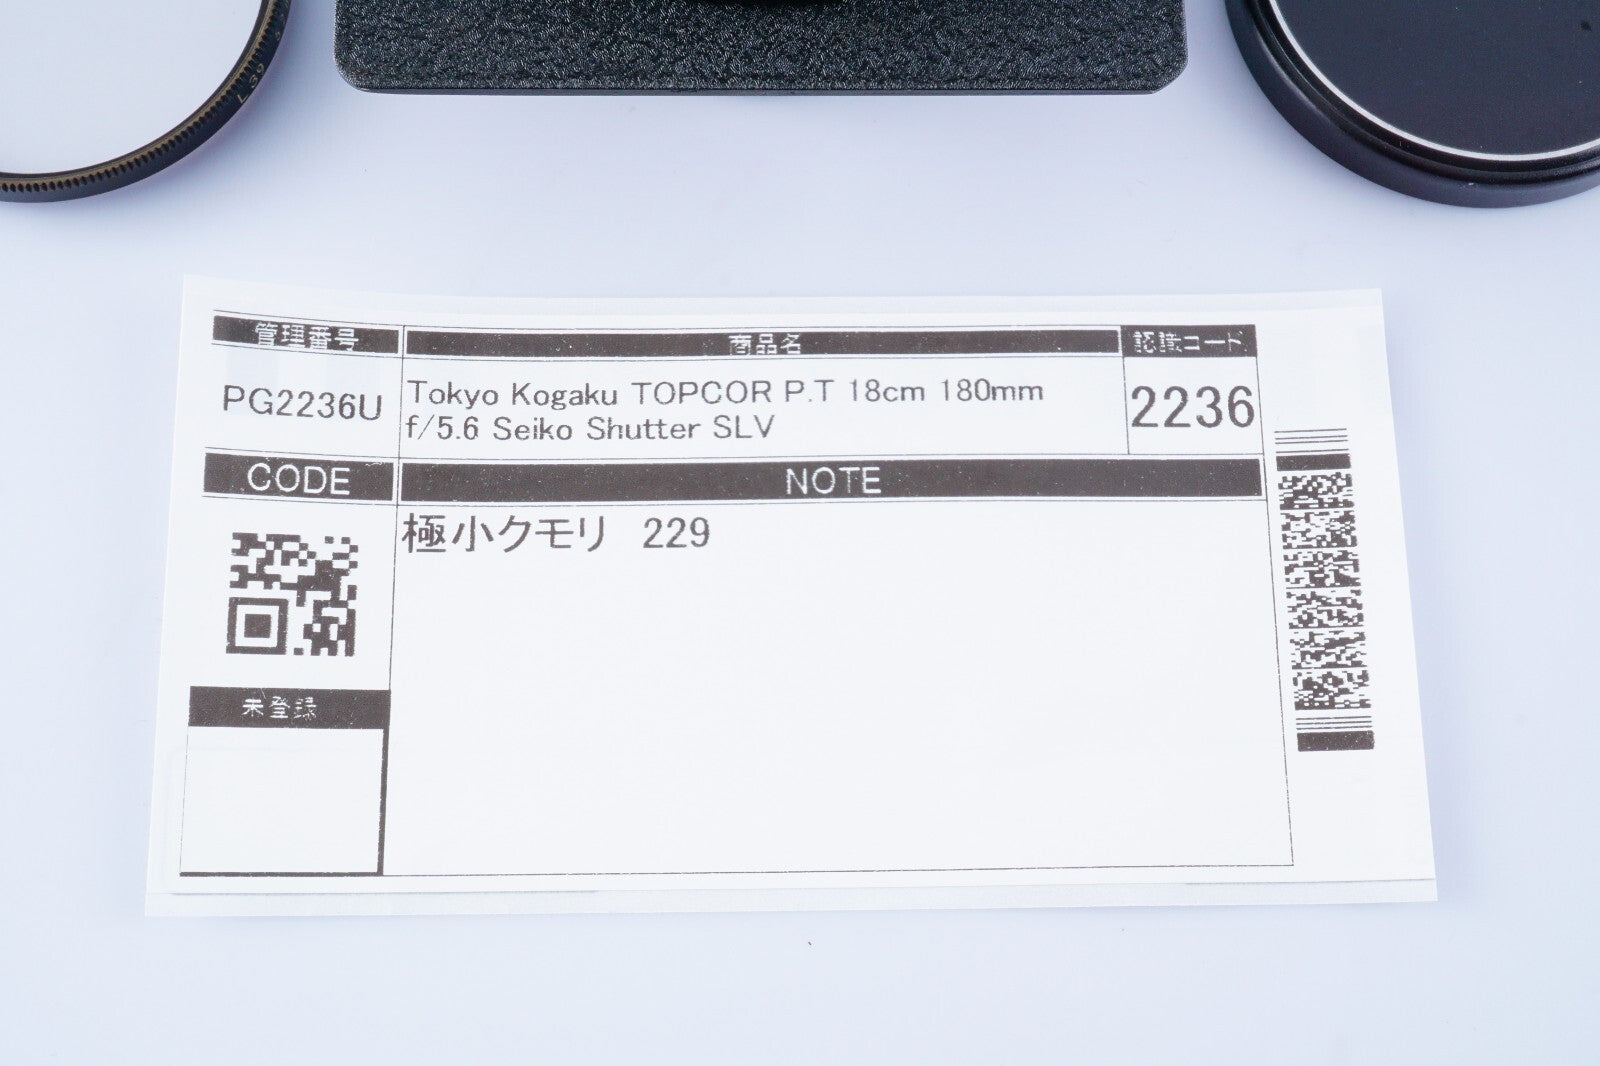 L39
管理番号 商品名 認識コード
PG2236U Tokyo Kogaku TOPCOR P.T 18cm 180mm
f/5.6 Seiko Shutter SLV
2236
CODE NOTE
極小クモリ 229
未登録